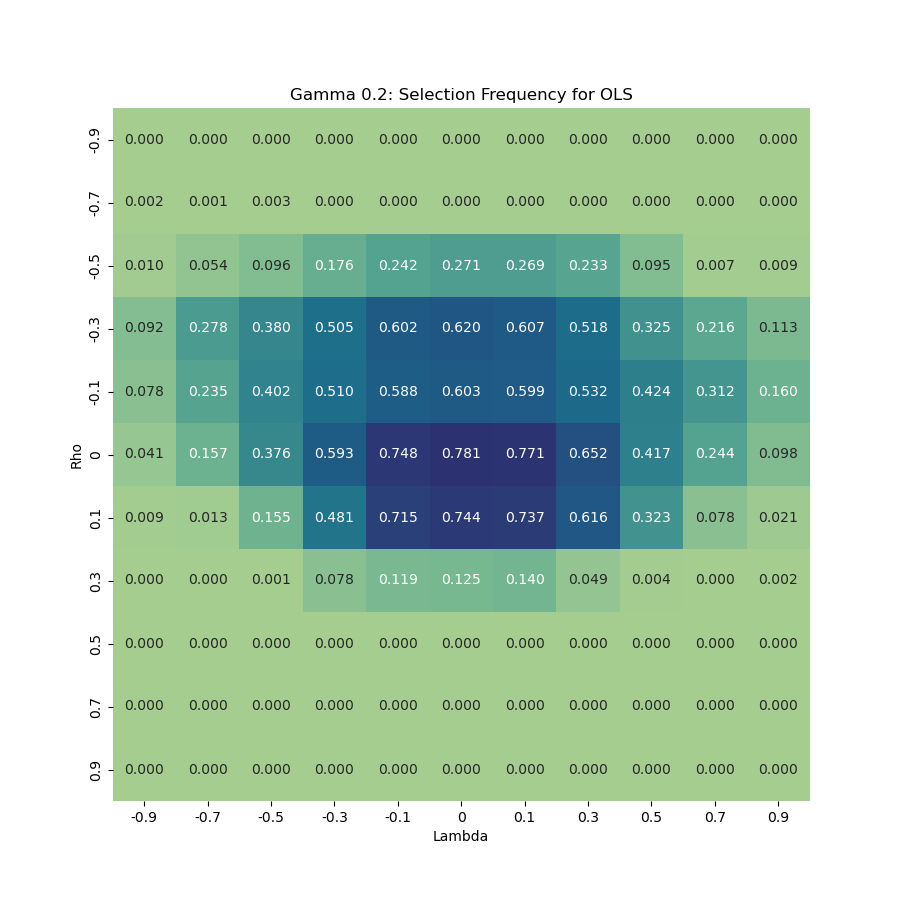 Gamma 0.2: Selection Frequency for OLS
-0.9 0.000 0.000 0.000 0.000 0.000 0.000 0.000 0.000 0.000 0.000 0.000
-0.7 0.002 0.001 0.003 0.000 0.000 0.000 0.000 0.000 0.000 0.000 0.000
-0.5 0.010 0.054 0.096 0.176 0.242 0.271 0.269 0.233 0.095 0.007 0.009
-0.3 0.092 0.278 0.380 0.505 0.602 0.620 0.607 0.518 0.325 0.216 0.113
-0.1 0.078 0.235 0.402 0.510 0.588 0.603 0.599 0.532 0.424 0.312 0.160
Rho
0 0.041 0.157 0.376 0.593 0.748 0.781 0.771 0.652 0.417 0.244 0.098
0.1 0.009 0.013 0.155 0.481 0.715 0.744 0.737 0.616 0.323 0.078 0.021
0.3 0.000 0.000 0.001 0.078 0.119 0.125 0.140 0.049 0.004 0.000 0.002
0.5 0.000 0.000 0.000 0.000 0.000 0.000 0.000 0.000 0.000 0.000 0.000
0.7 0.000 0.000 0.000 0.000 0.000 0.000 0.000 0.000 0.000 0.000 0.000
0.9 0.000 0.000 0.000 0.000 0.000 0.000 0.000 0.000 0.000 0.000 0.000
-0.9 -0.7 -0.5 -0.3 -0.1 0 0.1 0.3 0.5 0.7 0.9
Lambda